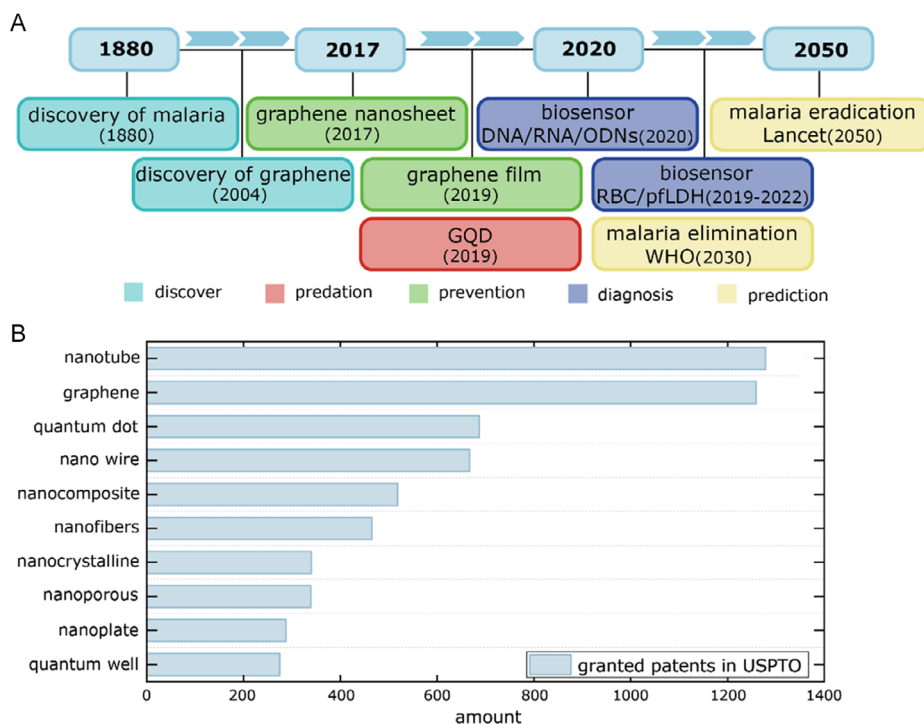 A
1880
2017
2020
2050
discovery of malaria
(1880)
graphene nanosheet
(2017)
biosensor
DNA/RNA/ODNs(2020)
malaria eradication
Lancet(2050)
discovery of graphene
(2004)
graphene film
(2019)
biosensor
RBC/pfLDH(2019-2022)
GQD
(2019)
malaria elimination
WHO(2030)
discover
predation
prevention
diagnosis
prediction
B
nanotube
graphene
quantum dot
nano wire
nanocomposite
nanofibers
nanocrystalline
nanoporous
nanoplate
quantum well
granted patents in USPTO
0 200 400 600 800 1000 1200 1400
amount